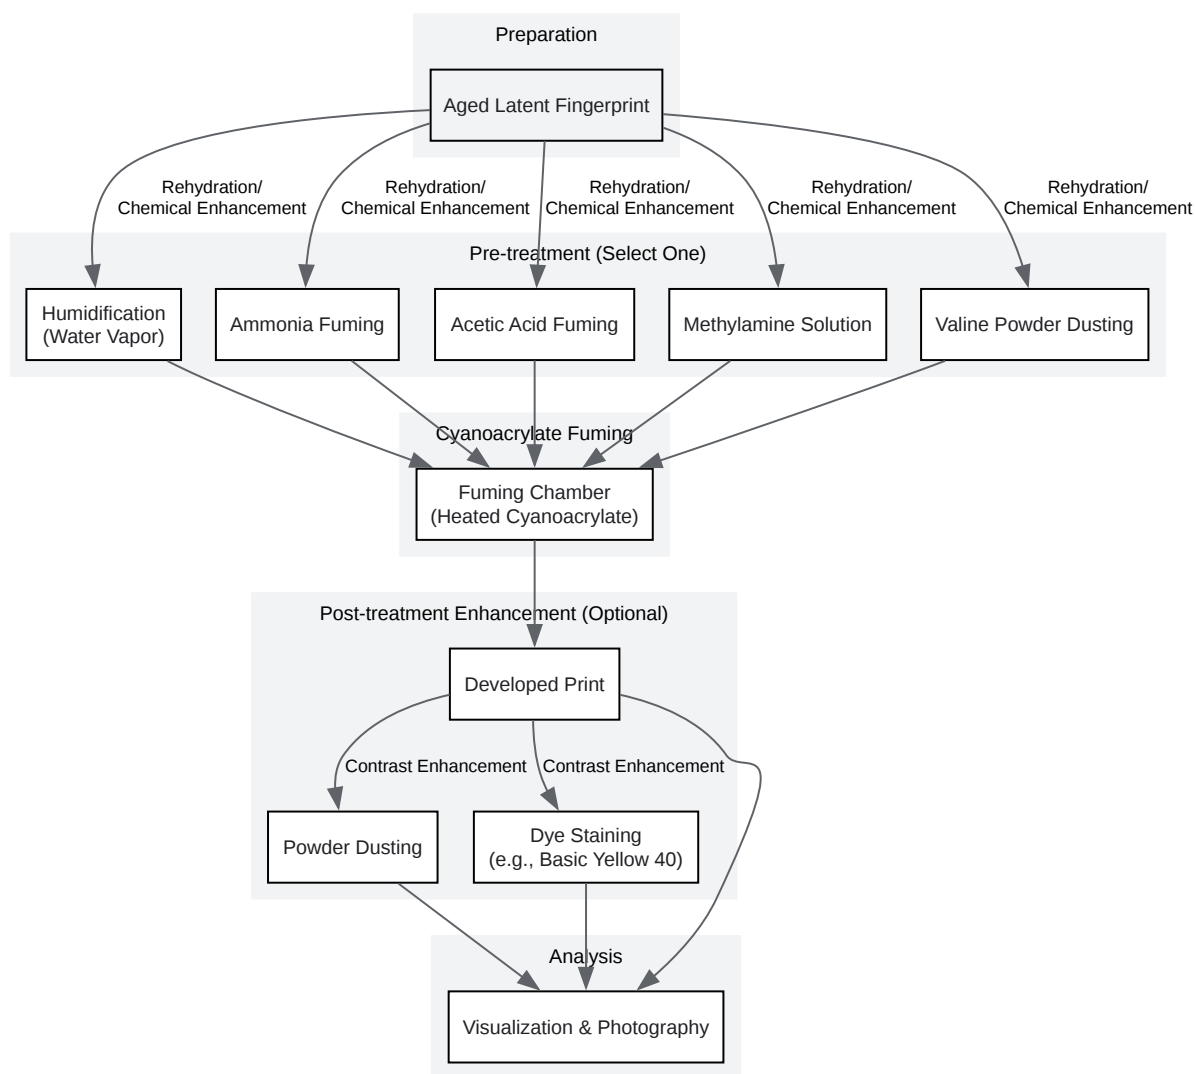 Preparation
Aged Latent Fingerprint
Rehydration/
Chemical Enhancement
Rehydration/
Chemical Enhancement
Rehydration/
Chemical Enhancement
Rehydration/
Chemical Enhancement
Rehydration/
Chemical Enhancement
Pre-treatment (Select One)
Humidification
(Water Vapor)
Ammonia Fuming
Acetic Acid Fuming
Methylamine Solution
Valine Powder Dusting
Cyanoacrylate Fuming
Fuming Chamber
(Heated Cyanoacrylate)
Post-treatment Enhancement (Optional)
Developed Print
Contrast Enhancement
Contrast Enhancement
Powder Dusting
Dye Staining
(e.g., Basic Yellow 40)
Analysis
Visualization & Photography